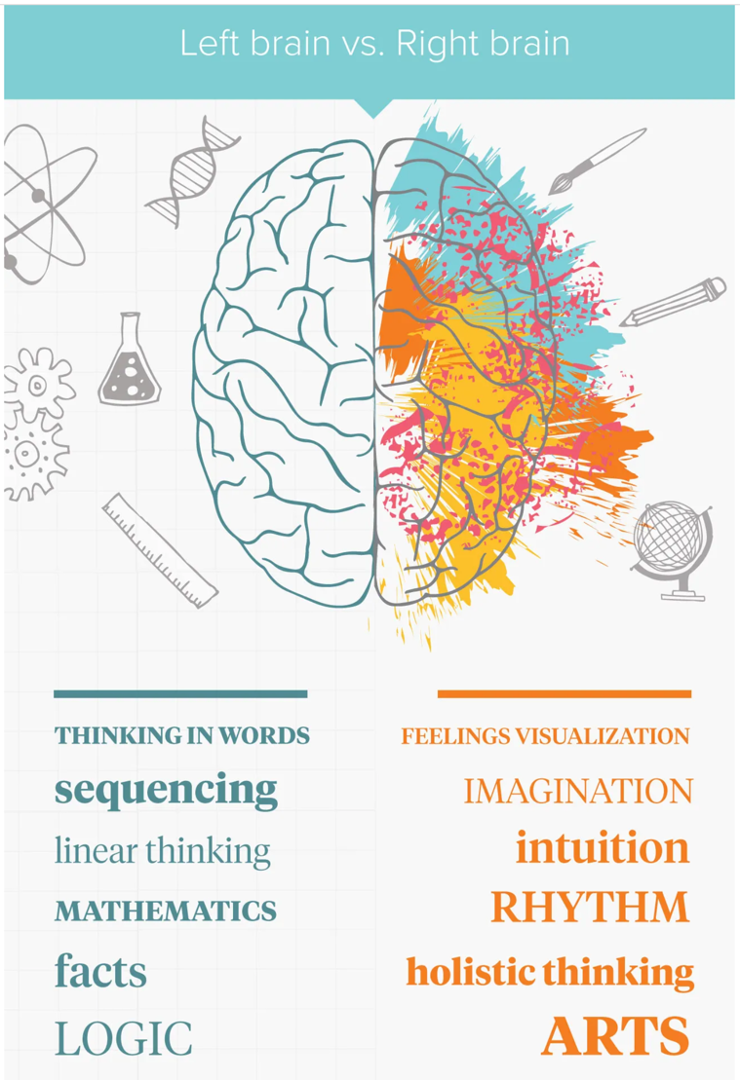 Left brain vs. Right brain
THINKING IN WORDS
sequencing
linear thinking
MATHEMATICS
facts
LOGIC
FEELINGS VISUALIZATION
IMAGINATION
intuition
RHYTHM
holistic thinking
ARTS